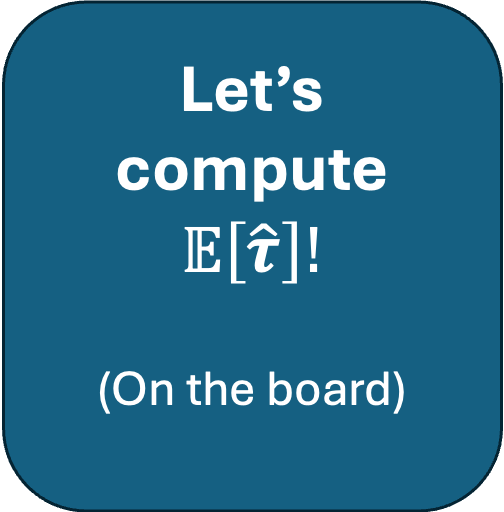 Let’s
compute
𝔼[𝝉̂]!
(On the board)